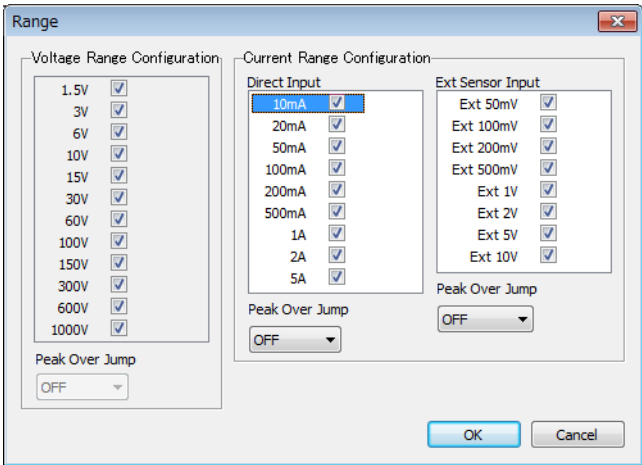 Range
Voltage Range Configuration
1.5V
3V
6V
10V
15V
30V
60V
100V
150V
300V
600V
1000V
Peak Over Jump
OFF
Current Range Configuration
Direct Input
10mA
20mA
50mA
100mA
200mA
500mA
1A
2A
5A
Peak Over Jump
OFF
Ext Sensor Input
Ext 50mV
Ext 100mV
Ext 200mV
Ext 500mV
Ext 1V
Ext 2V
Ext 5V
Ext 10V
Peak Over Jump
OFF
OK
Cancel